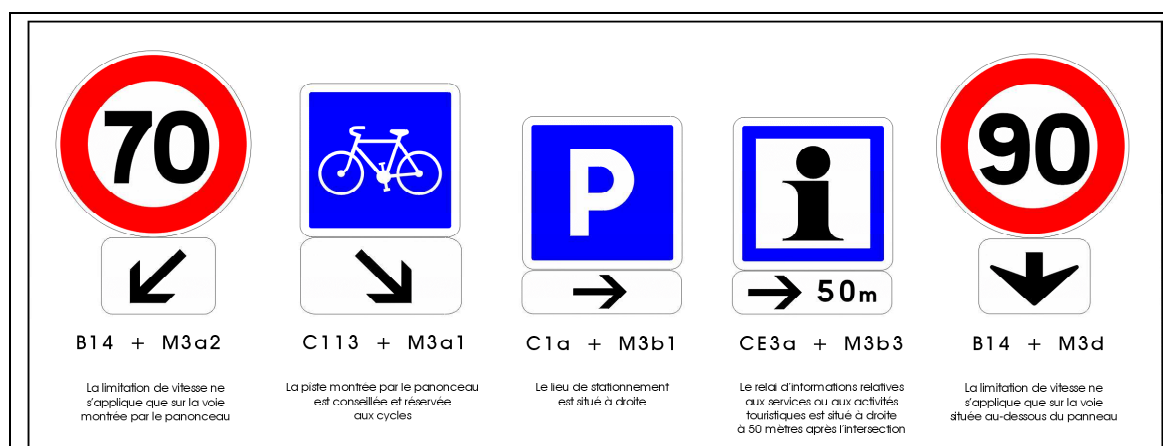 70
90
P
i
50m
B14 + M3a2
C113 + M3a1
C1a + M3b1
CE3a + M3b3
B14 + M3d
La limitation de vitesse ne
s'applique que sur la voie
montrée par le panonceau
La piste montrée par le panonceau
est conseillée et réservée
aux cycles
Le lieu de stationnement
est situé à droite
Le relai d'informations relatives
aux services ou aux activités
touristiques est situé à droite
à 50 mètres après l'intersection
La limitation de vitesse ne
s'applique que sur la voie
située au-dessous du panneau